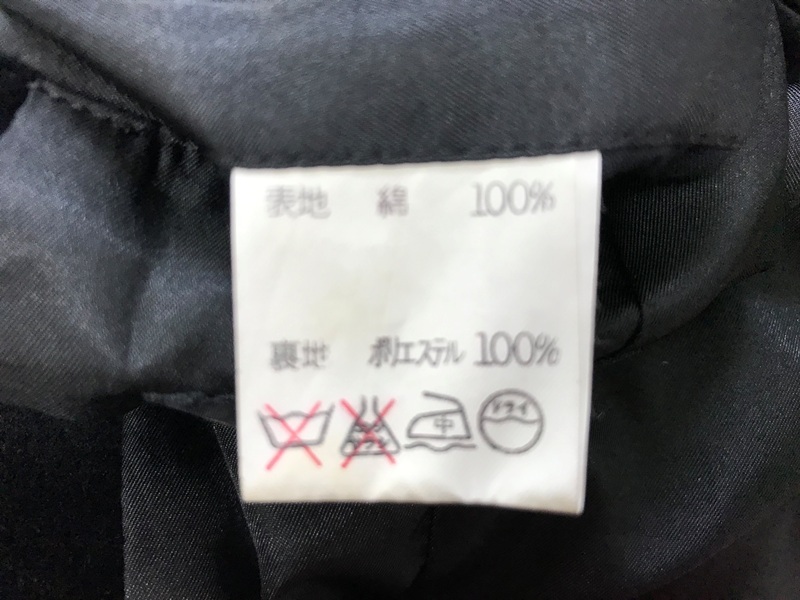 表地 綿 100%
裏地 ポリエステル 100%
中 ドライ